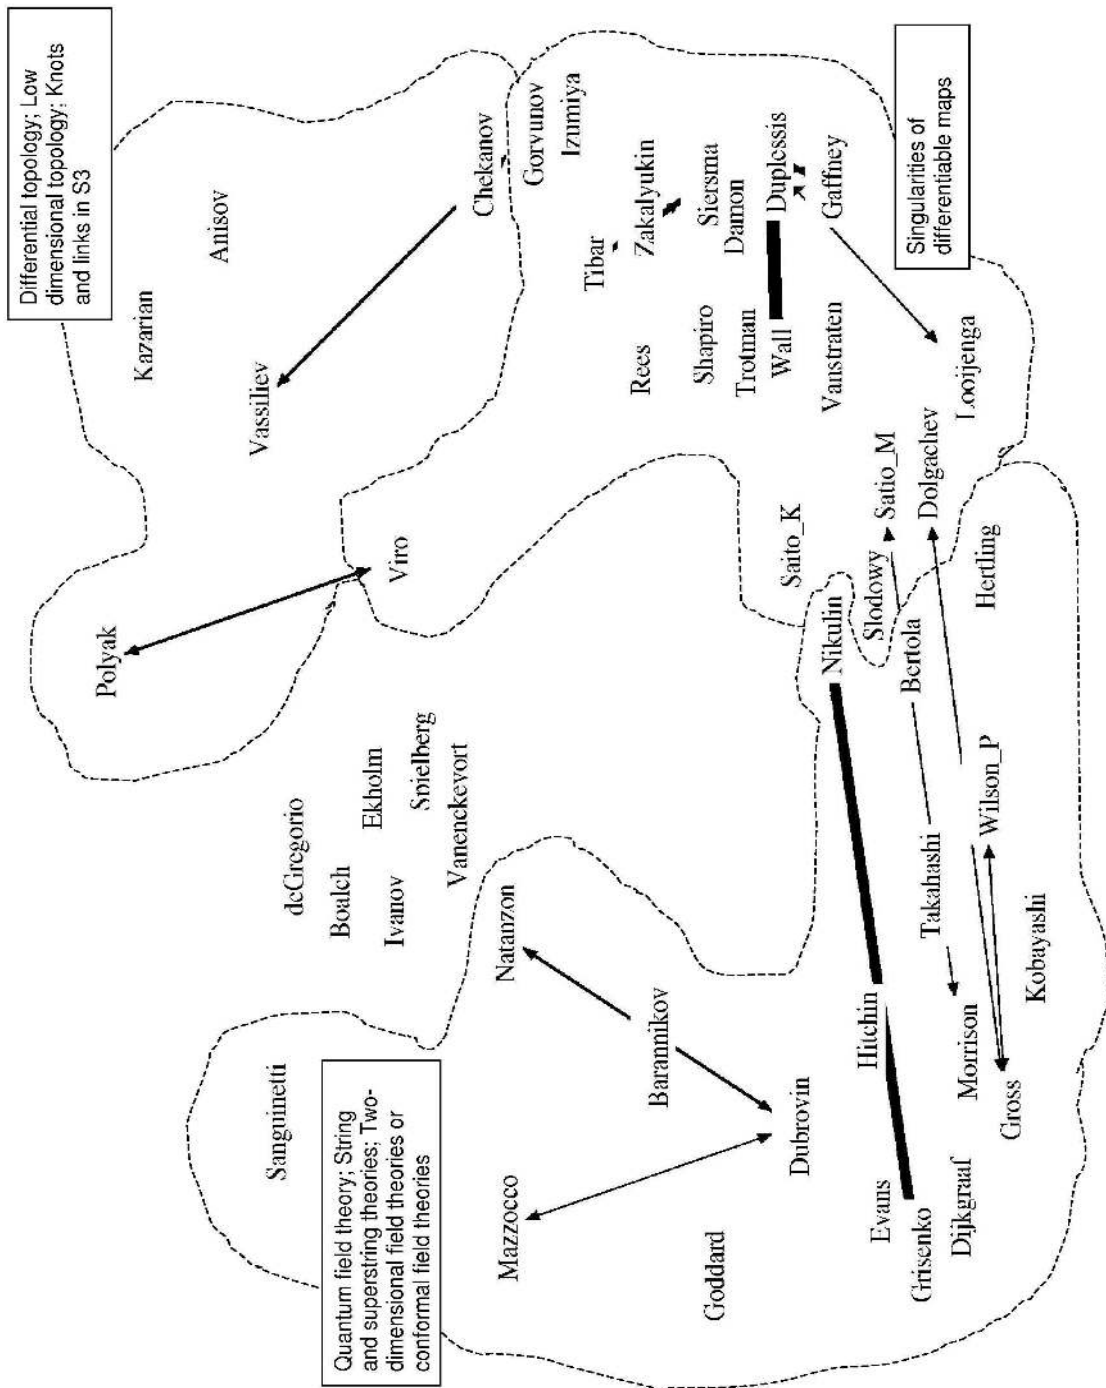 Differential topology; Low
dimensional topology; Knots
and links in S3
Polyak
Kazarian
Anisov
Vassiliev
Sanguinetti
deGregorio
Boalch
Ekholm
Ivanov
Spielberg
Vanenckevort
Viro
Chekanov
Gorvunov
Izumiya
Quantum field theory; String
and superstring theories; Two-
dimensional field theories or
conformal field theories
Natanzon
Mazzocco
Tibar
Rees
Zakalyukin
Barannikov
Shapiro
Siersma
Goddard
Trotman
Damon
Dubrovin
Saito_K
Wall
Duplessis
Nikulin
Vanstraten
Gaffney
Hitchin
Slodowy
Evans
Satio_M
Bertola
Grisenko
Takahashi
Dolgachev
Singularities of
differentiable maps
Dijkgraaf
Morrison
Looijenga
Wilson_P
Hertling
Gross
Kobayashi